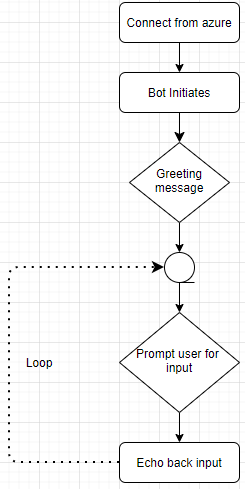 Connect from azure
Bot Initiates
Greeting
message
Prompt user for
input
Loop
Echo back input